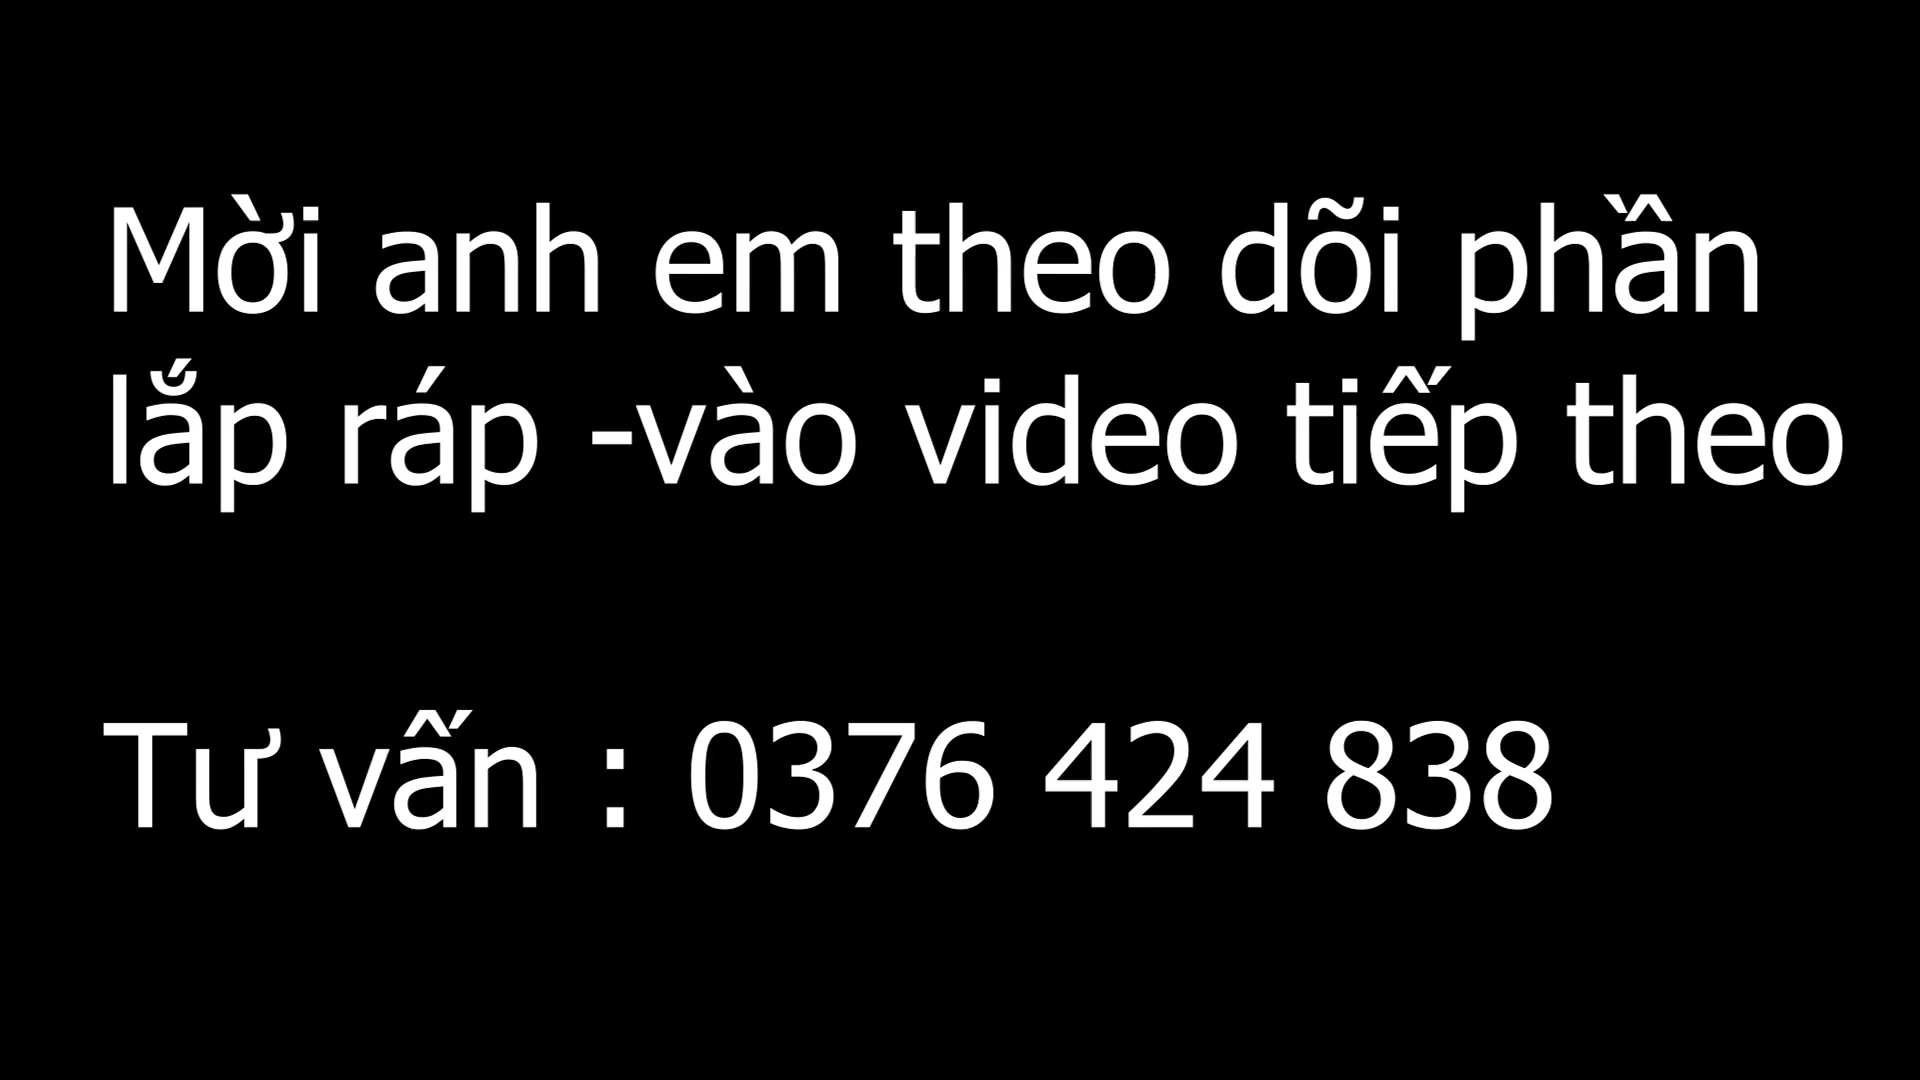 Mời anh em theo dõi phần
lắp ráp -vào video tiếp theo
Tư vấn : 0376 424 838